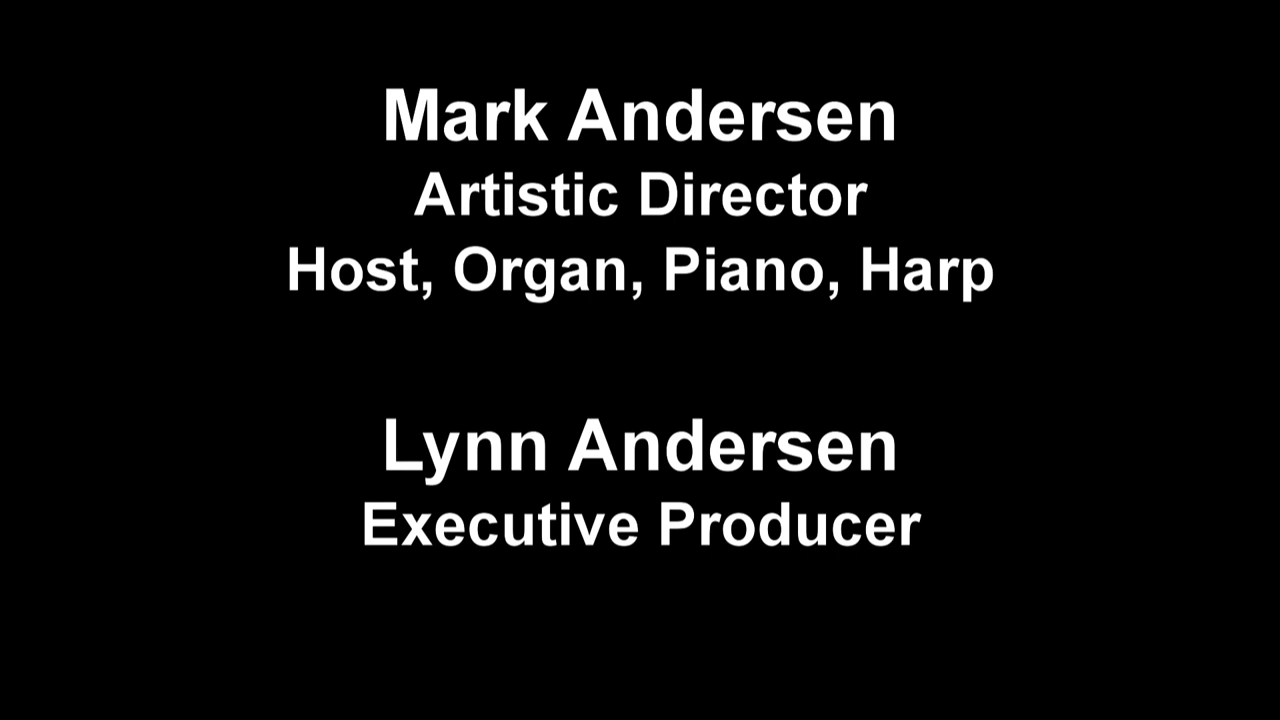 Mark Andersen
Artistic Director
Host, Organ, Piano, Harp
Lynn Andersen
Executive Producer